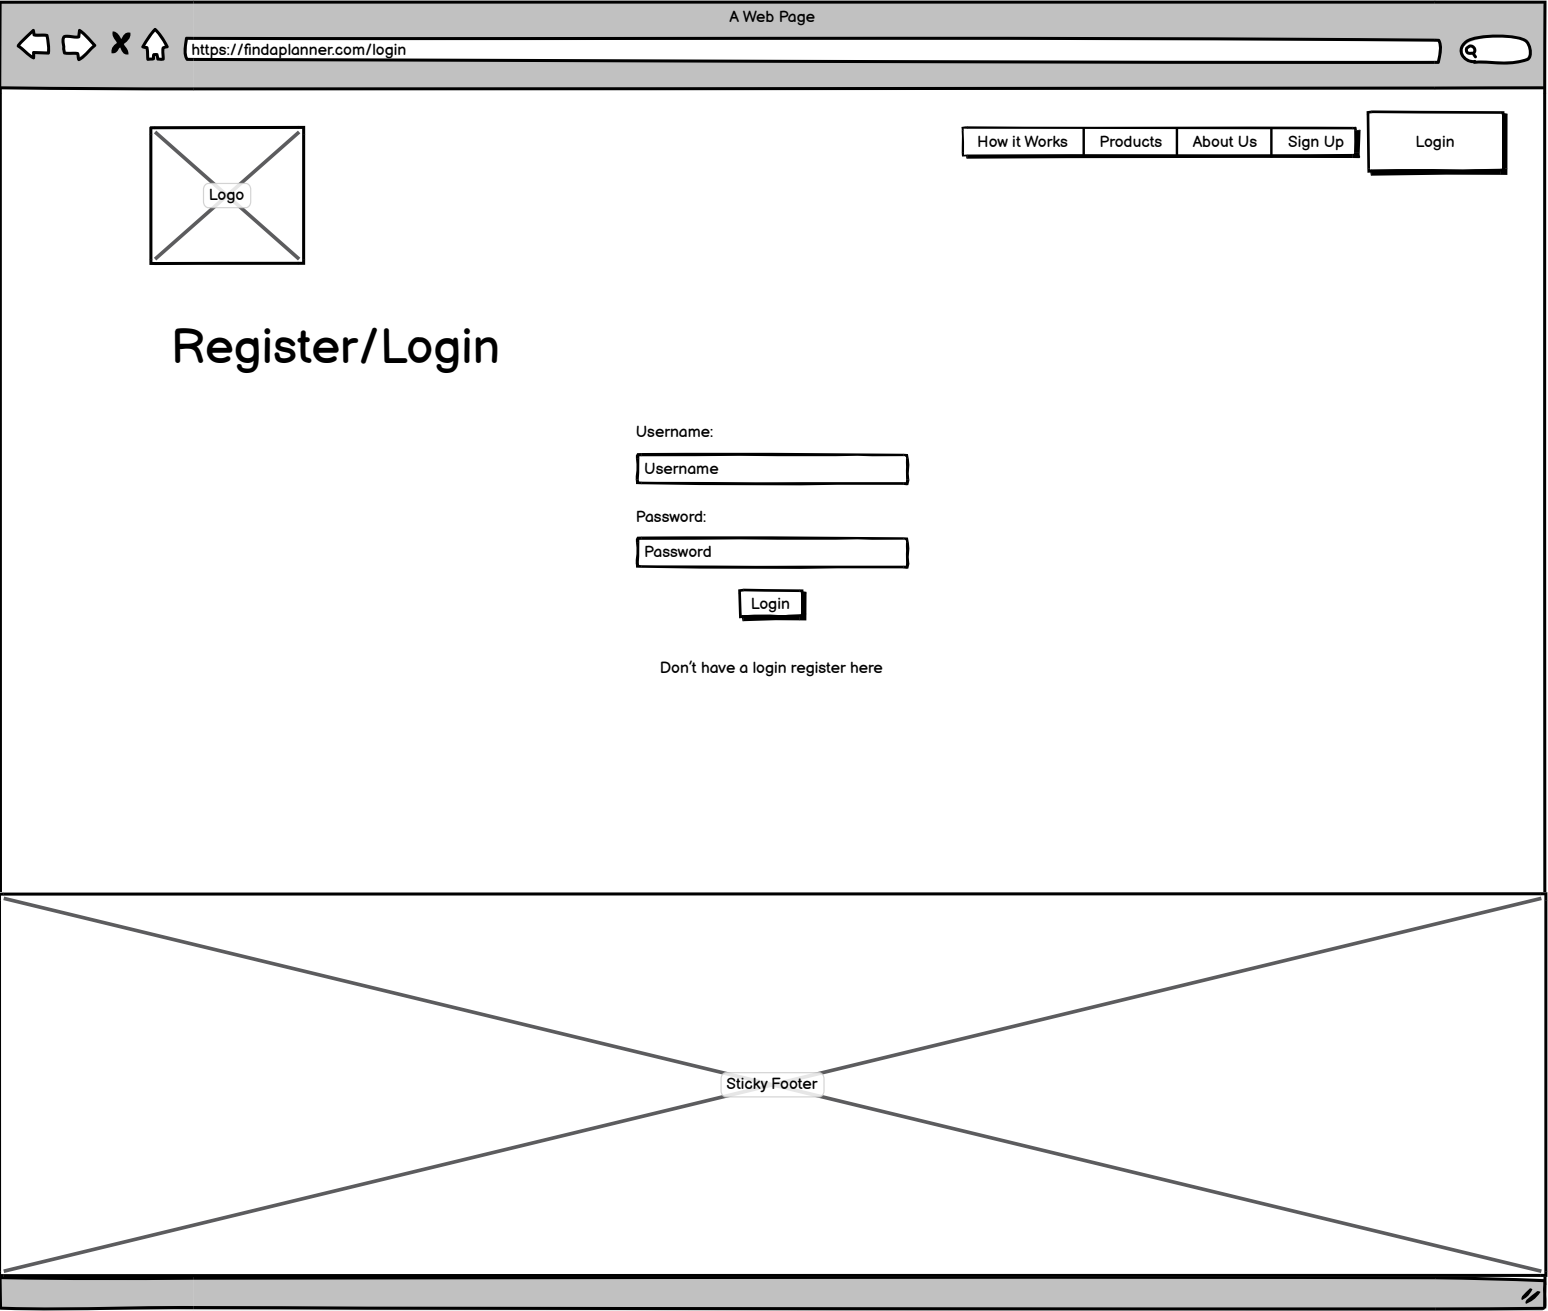 A Web Page
https://findaplanner.com/login
How it Works Products About Us Sign Up Login
Logo
Register/Login
Username:
Username
Password:
Password
Login
Don't have a login register here
Sticky Footer